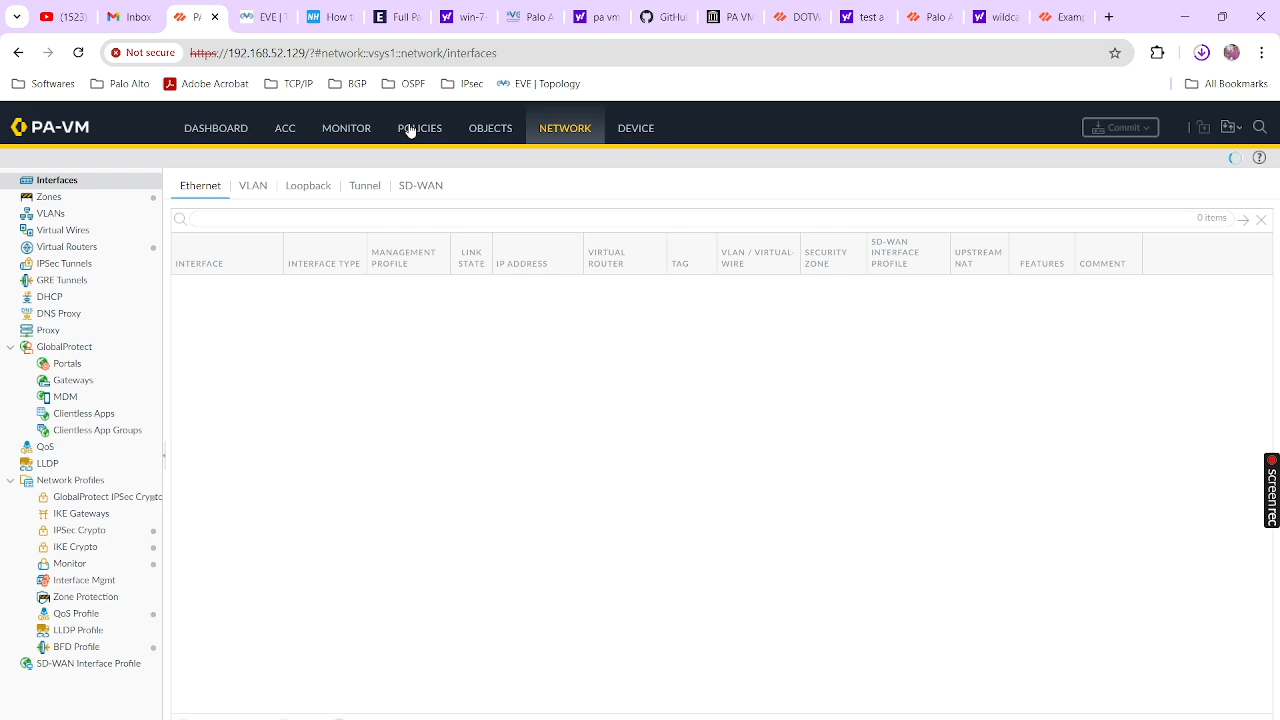 (1523)
Inbo
How t
Full Pa
wind
Palo A
pa vm
GitHu
PA VM
DOTW
test
Palo A
wildca
Examp
Not secure https://192.168.52.129/?#network::vsys1::network/interfaces
Softwares Palo Alto Adobe Acrobat TCP/IP BGP OSPF IPsec EVE | Topology All Bookmarks
PA-VM DASHBOARD ACC MONITOR POLICIES OBJECTS NETWORK DEVICE Commit
Interfaces
Zones
VLANs
Virtual Wires
Virtual Routers
IPSec Tunnels
GRE Tunnels
DHCP
DNS Proxy
Proxy
GlobalProtect
Portals
Gateways
MDM
Clientless Apps
Clientless App Groups
QoS
LLDP
Network Profiles
GlobalProtect IPSec Crypto
IKE Gateways
IPSec Crypto
IKE Crypto
Monitor
Interface Mgmt
Zone Protection
QoS Profile
LLDP Profile
BFD Profile
SD-WAN Interface Profile
Ethernet VLAN Loopback Tunnel SD-WAN
0 items
INTERFACE
INTERFACE TYPE
MANAGEMENT
PROFILE
LINK
STATE
IP ADDRESS
VIRTUAL
ROUTER
TAG
VLAN / VIRTUAL-
WIRE
SECURITY
ZONE
SD-WAN
INTERFACE
PROFILE
UPSTREAM
NAT
FEATURES
COMMENT
screenrec